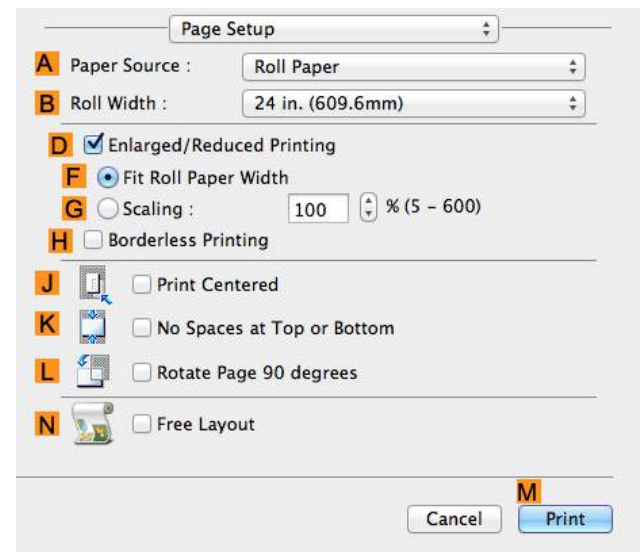 Page Setup
A Paper Source : Roll Paper
B Roll Width : 24 in. (609.6mm)
D Enlarged/Reduced Printing
F Fit Roll Paper Width
G Scaling : 100 % (5 – 600)
H Borderless Printing
J Print Centered
K No Spaces at Top or Bottom
L Rotate Page 90 degrees
N Free Layout
M
Cancel Print